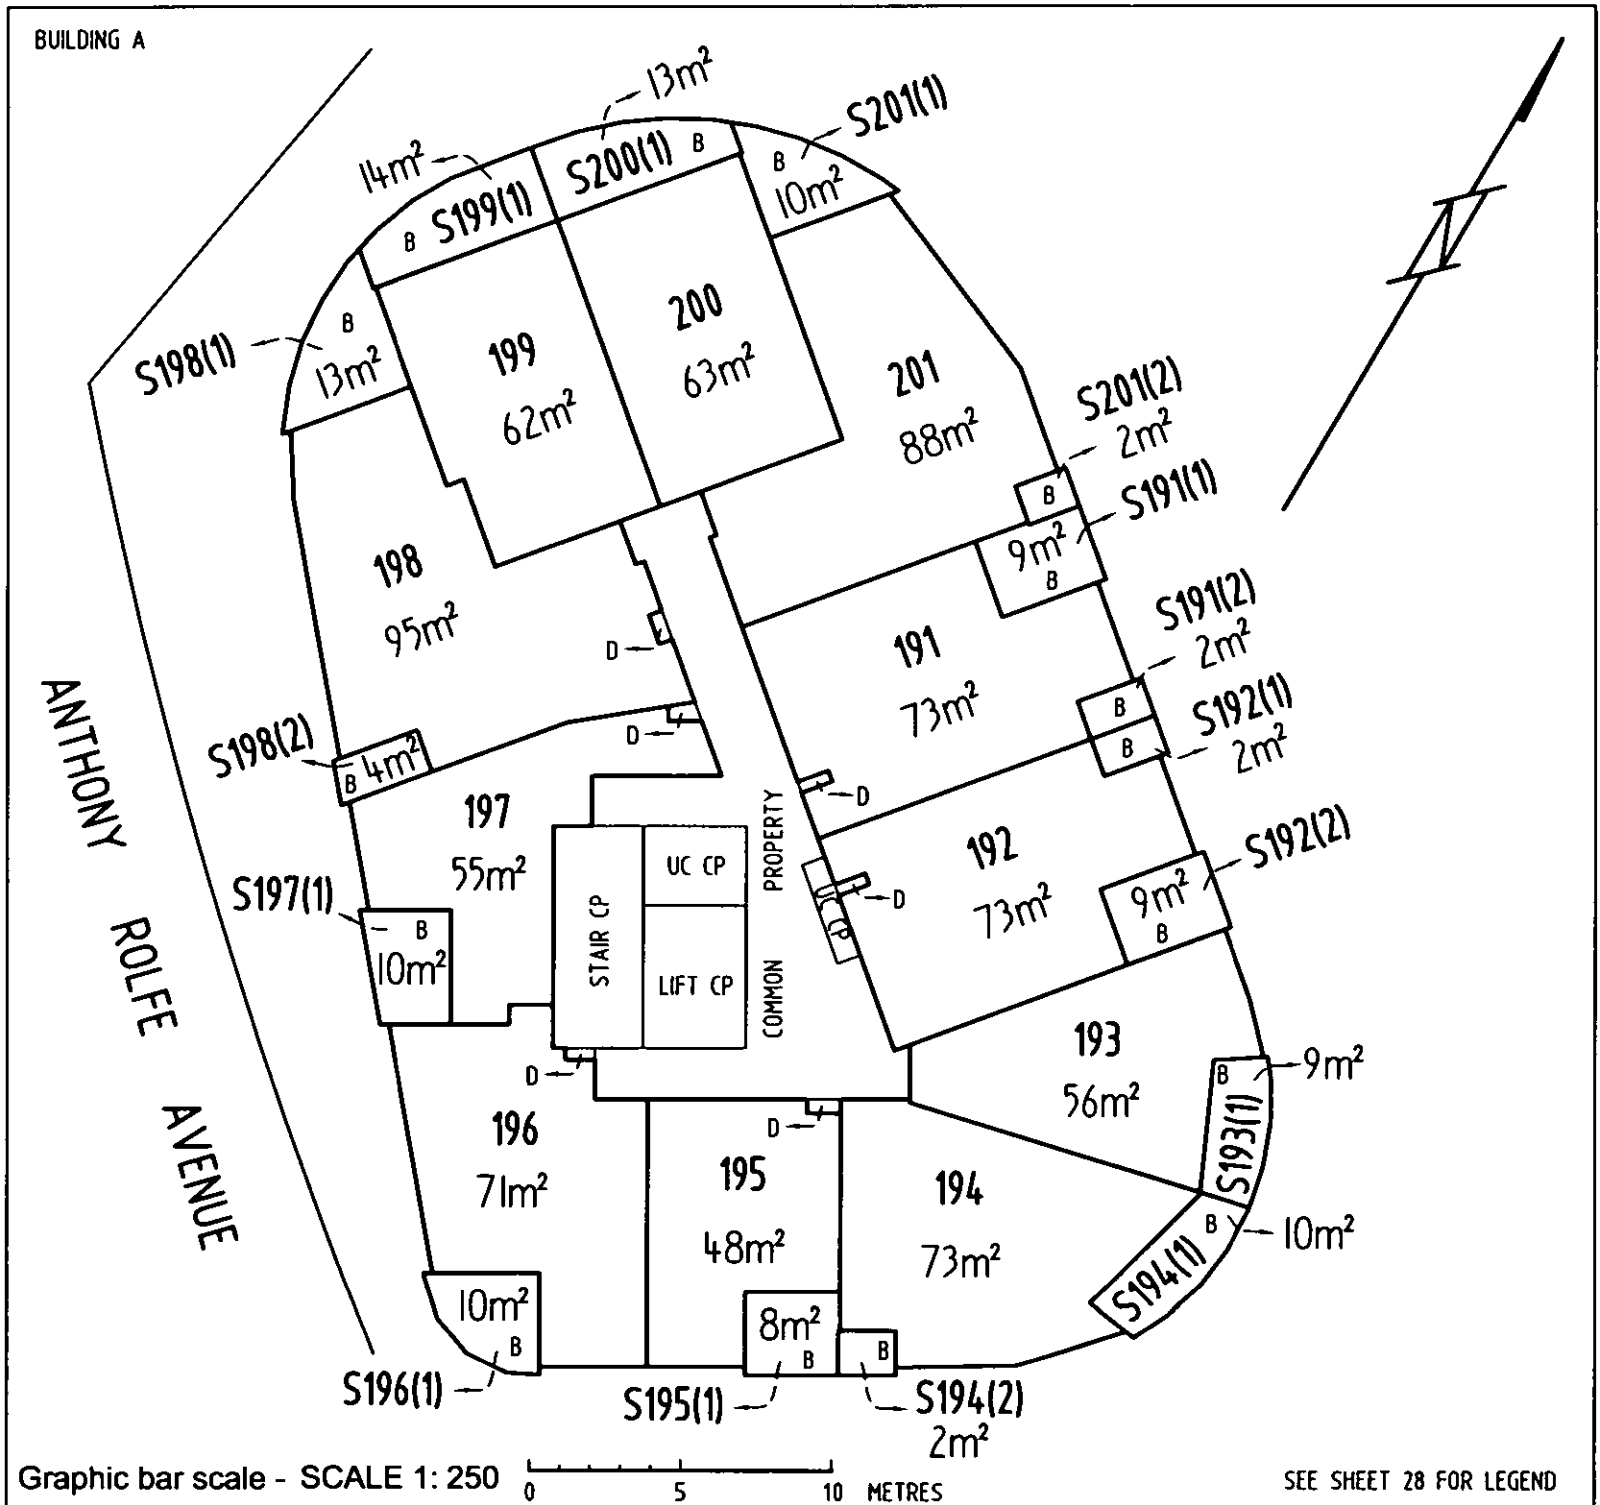 BUILDING A
13m²
S201(1)
14m²
S200(1)
B
B
10m²
S199(1)
B
B
S198(1)
13m²
199
62m²
200
63m²
201
88m²
S201(2)
2m²
B
S191(1)
9m²
B
198
95m²
D
191
73m²
S191(2)
2m²
B
S192(1)
2m²
B
D
S198(2)
B
4m²
197
55m²
D
192
73m²
S192(2)
9m²
B
D
UC CP
S197(1)
B
10m²
STAIR CP
UC CP
LIFT CP
COMMON PROPERTY
193
56m²
B
9m²
S193(1)
D
196
71m²
D
195
48m²
194
73m²
B
10m²
S194(1)
10m²
B
S196(1)
8m²
B
S195(1)
B
S194(2)
2m²
ANTHONY ROLFE AVENUE
Graphic bar scale - SCALE 1: 250
0 5 10 METRES
SEE SHEET 28 FOR LEGEND